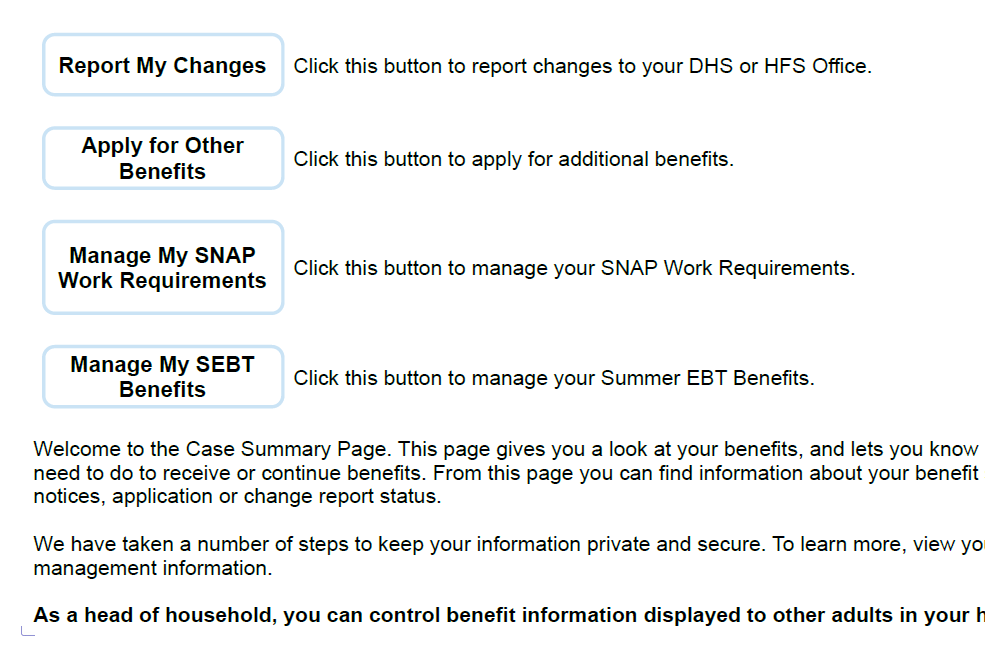 Report My Changes Click this button to report changes to your DHS or HFS Office.
Apply for Other
Benefits
Click this button to apply for additional benefits.
Manage My SNAP
Work Requirements
Click this button to manage your SNAP Work Requirements.
Manage My SEBT
Benefits
Click this button to manage your Summer EBT Benefits.
Welcome to the Case Summary Page. This page gives you a look at your benefits, and lets you know
need to do to receive or continue benefits. From this page you can find information about your benefit
notices, application or change report status.
We have taken a number of steps to keep your information private and secure. To learn more, view
management information.
As a head of household, you can control benefit information displayed to other adults in your